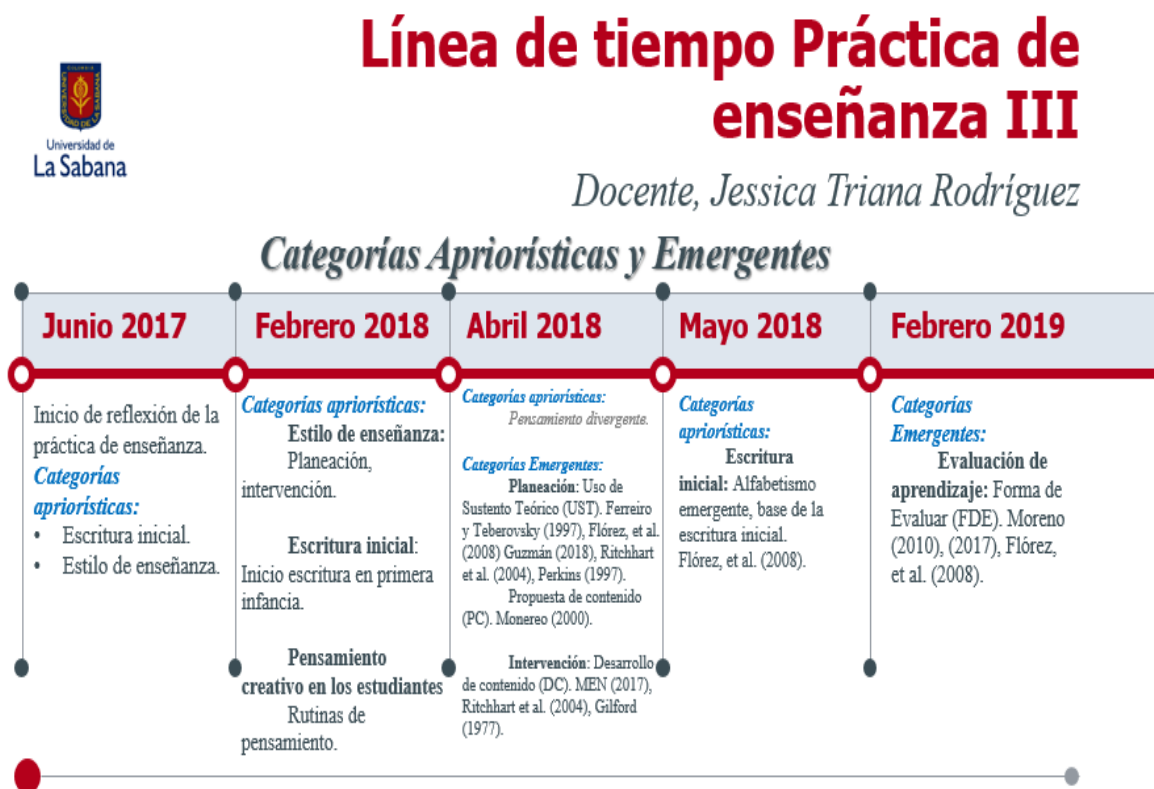 Línea de tiempo Práctica de
enseñanza III
Universidad de
La Sabana
Docente, Jessica Triana Rodríguez
Categorías Apriorísticas y Emergentes
Junio 2017
Inicio de reflexión de la
práctica de enseñanza.
Categorías
apriorísticas:
• Escritura inicial.
• Estilo de enseñanza.
Febrero 2018
Categorías apriorísticas:
Estilo de enseñanza:
Planeación,
intervención.
Escritura inicial:
Inicio escritura en primera
infancia.
Pensamiento
creativo en los estudiantes
Rutinas de
pensamiento.
Abril 2018
Categorías apriorísticas:
Pensamiento divergente.
Categorías Emergentes:
Planeación: Uso de
Sustento Teórico (UST). Ferreiro
y Teberovsky (1997), Flórez, et al.
(2008) Guzmán (2018), Ritchhart
et al. (2004), Perkins (1997).
Propuesta de contenido
(PC). Monereo (2000).
Intervención: Desarrollo
de contenido (DC). MEN (2017),
Ritchhart et al. (2004), Gilford
(1977).
Mayo 2018
Categorías
apriorísticas:
Escritura
inicial: Alfabetismo
emergente, base de la
escritura inicial.
Flórez, et al. (2008).
Febrero 2019
Categorías
Emergentes:
Evaluación de
aprendizaje: Forma de
Evaluar (FDE). Moreno
(2010), (2017), Flórez,
et al. (2008).